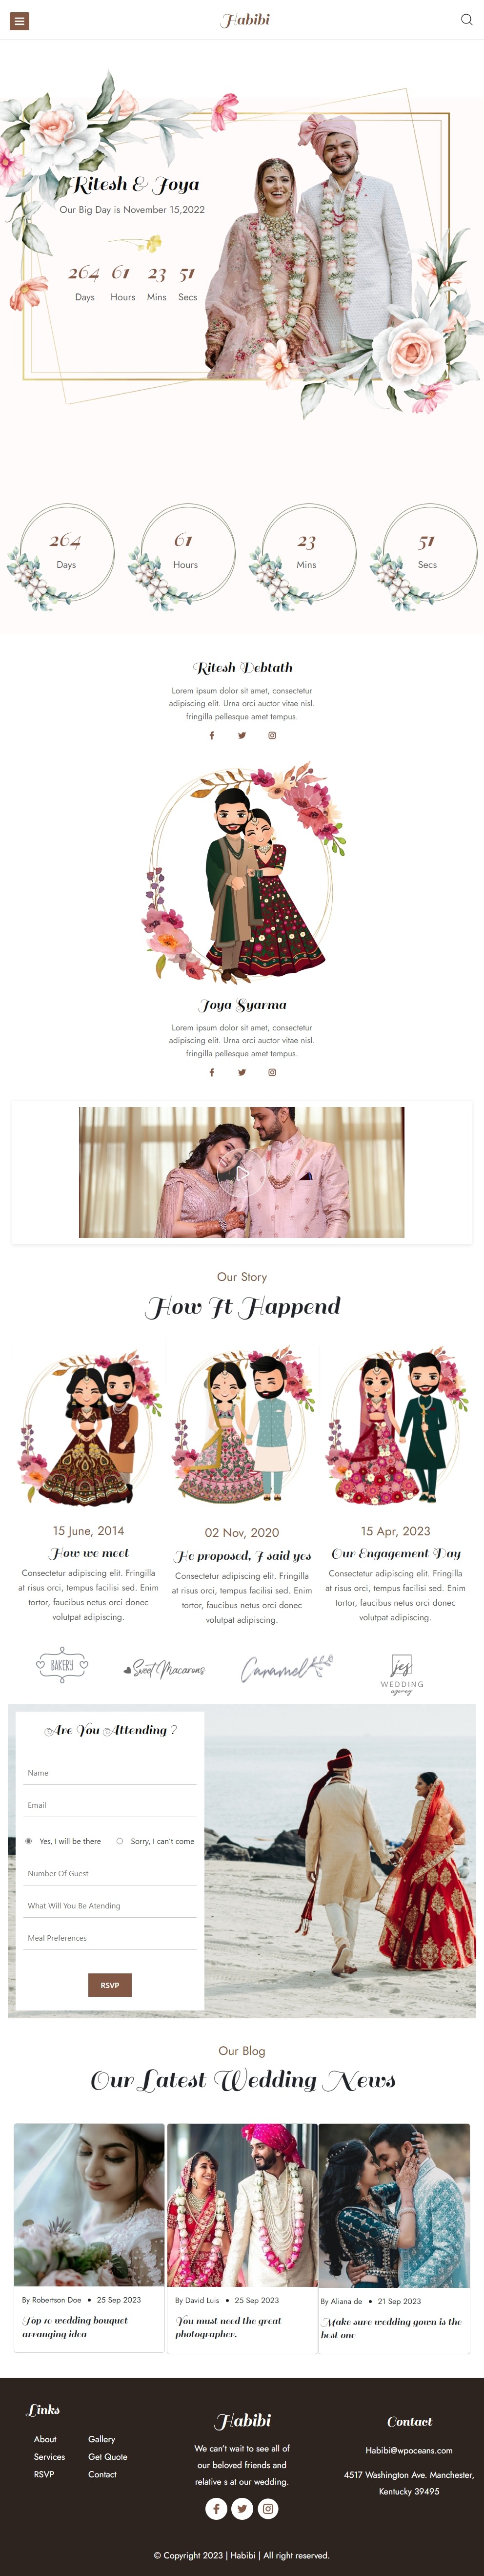 Habibi
Ritesh & Joya
Our Big Day is November 15,2022
264 61 23 51
Days Hours Mins Secs
264 61 23 51
Days Hours Mins Secs
Ritesh Debtath
Lorem ipsum dolor sit amet, consectetur
adipiscing elit. Urna orci auctor vitae nisl.
fringilla pellesque amet tempus.
Joya Syarma
Lorem ipsum dolor sit amet, consectetur
adipiscing elit. Urna orci auctor vitae nisl.
fringilla pellesque amet tempus.
Our Story
How It Happend
15 June, 2014
How we meet
Consectetur adipiscing elit. Fringilla
at risus orci, tempus facilisi sed. Enim
tortor, faucibus netus orci donec
volutpat adipiscing.
02 Nov, 2020
He proposed, I said yes
Consectetur adipiscing elit. Fringilla
at risus orci, tempus facilisi sed. Enim
tortor, faucibus netus orci donec
volutpat adipiscing.
15 Apr, 2023
Our Engagement Day
Consectetur adipiscing elit. Fringilla
at risus orci, tempus facilisi sed. Enim
tortor, faucibus netus orci donec
volutpat adipiscing.
BAKERY
Sweet Macarons
Caramel
jes
WEDDING
agency
Are You Attending ?
Name
Email
Yes, I will be there Sorry, I can't come
Number Of Guest
What Will You Be Atending
Meal Preferences
RSVP
Our Blog
Our Latest Wedding News
By Robertson Doe • 25 Sep 2023
Top 10 wedding bouquet
arranging idea
By David Luis • 25 Sep 2023
You must need the great
photographer.
By Aliana de • 21 Sep 2023
Make sure wedding gown is the
best one
Links
About Gallery
Services Get Quote
RSVP Contact
Habibi
We can't wait to see all of
our beloved friends and
relative s at our wedding.
Contact
Habibi@wpoceans.com
4517 Washington Ave. Manchester,
Kentucky 39495
© Copyright 2023 | Habibi | All right reserved.